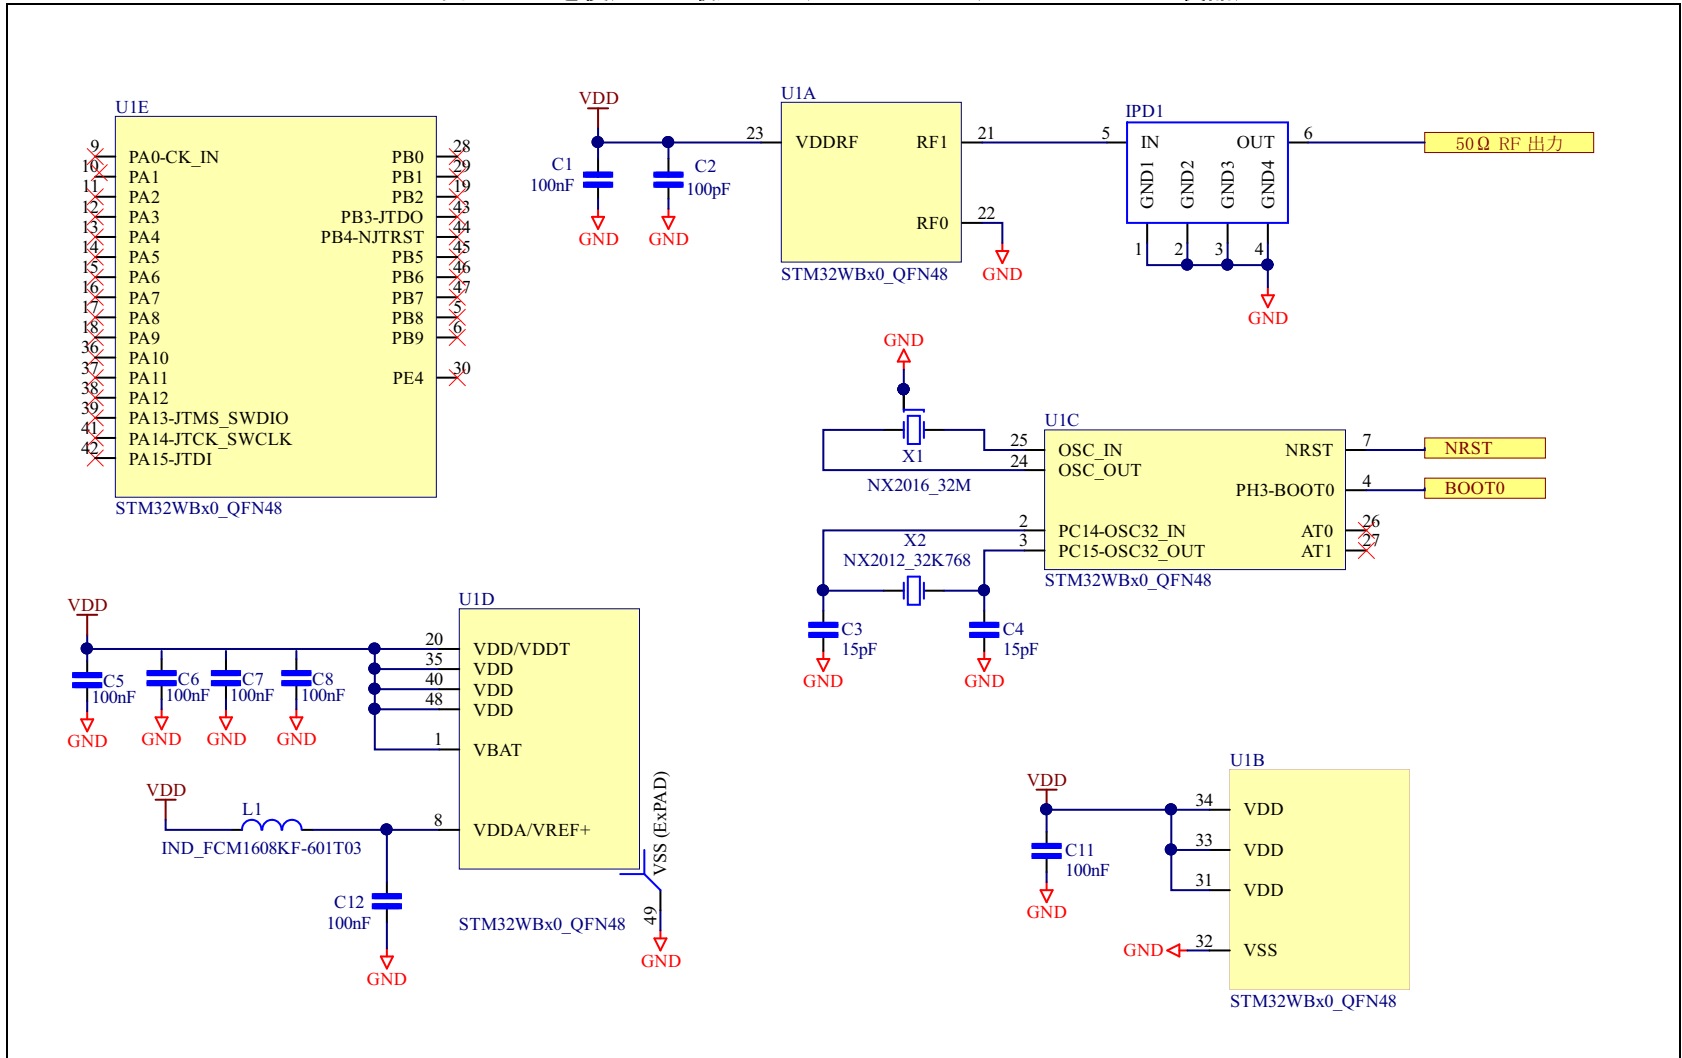 U1E
9 PA0-CK_IN PB0 28
10 PA1 PB1 29
11 PA2 PB2 19
12 PA3 PB3-JTDO 43
13 PA4 PB4-NJTRST 44
14 PA5 PB5 45
15 PA6 PB6 46
16 PA7 PB7 47
17 PA8 PB8 5
18 PA9 PB9 6
36 PA10
37 PA11 PE4 30
38 PA12
39 PA13-JTMS_SWDIO
41 PA14-JTCK_SWCLK
42 PA15-JTDI
STM32WBx0_QFN48
VDD
C1
100nF
GND
C2
100pF
GND
U1A
23 VDDRF RF1 21
RF0 22
GND
STM32WBx0_QFN48
IPD1
5 IN OUT 6
GND1 GND2 GND3 GND4
1 2 3 4
GND
50Ω RF 出力
GND
X1
NX2016_32M
U1C
25 OSC_IN NRST 7
24 OSC_OUT
PH3-BOOT0 4
2 PC14-OSC32_IN AT0 26
3 PC15-OSC32_OUT AT1 27
STM32WBx0_QFN48
NRST
BOOT0
X2
NX2012_32K768
C3
15pF
GND
C4
15pF
GND
VDD
C5
100nF
GND
C6
100nF
GND
C7
100nF
GND
C8
100nF
GND
U1D
20 VDD/VDDT
35 VDD
40 VDD
48 VDD
1 VBAT
8 VDDA/VREF+
VSS (ExPAD)
49
GND
STM32WBx0_QFN48
VDD
L1
IND_FCM1608KF-601T03
C12
100nF
GND
VDD
C11
100nF
GND
U1B
34 VDD
33 VDD
31 VDD
GND 32 VSS
STM32WBx0_QFN48